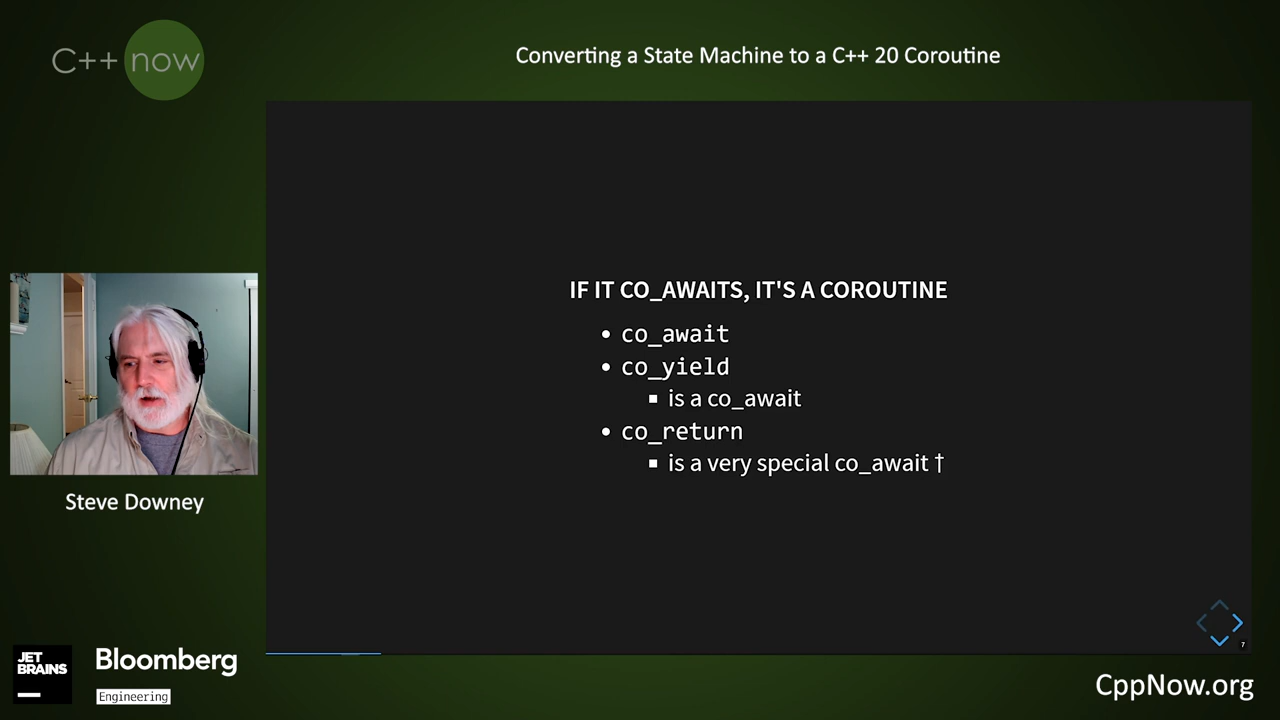 C++ now
Converting a State Machine to a C++ 20 Coroutine
IF IT CO_AWAITS, IT'S A COROUTINE
• co_await
• co_yield
▪ is a co_await
• co_return
▪ is a very special co_await †
Steve Downey
7
JET
BRAINS
Bloomberg
Engineering
CppNow.org